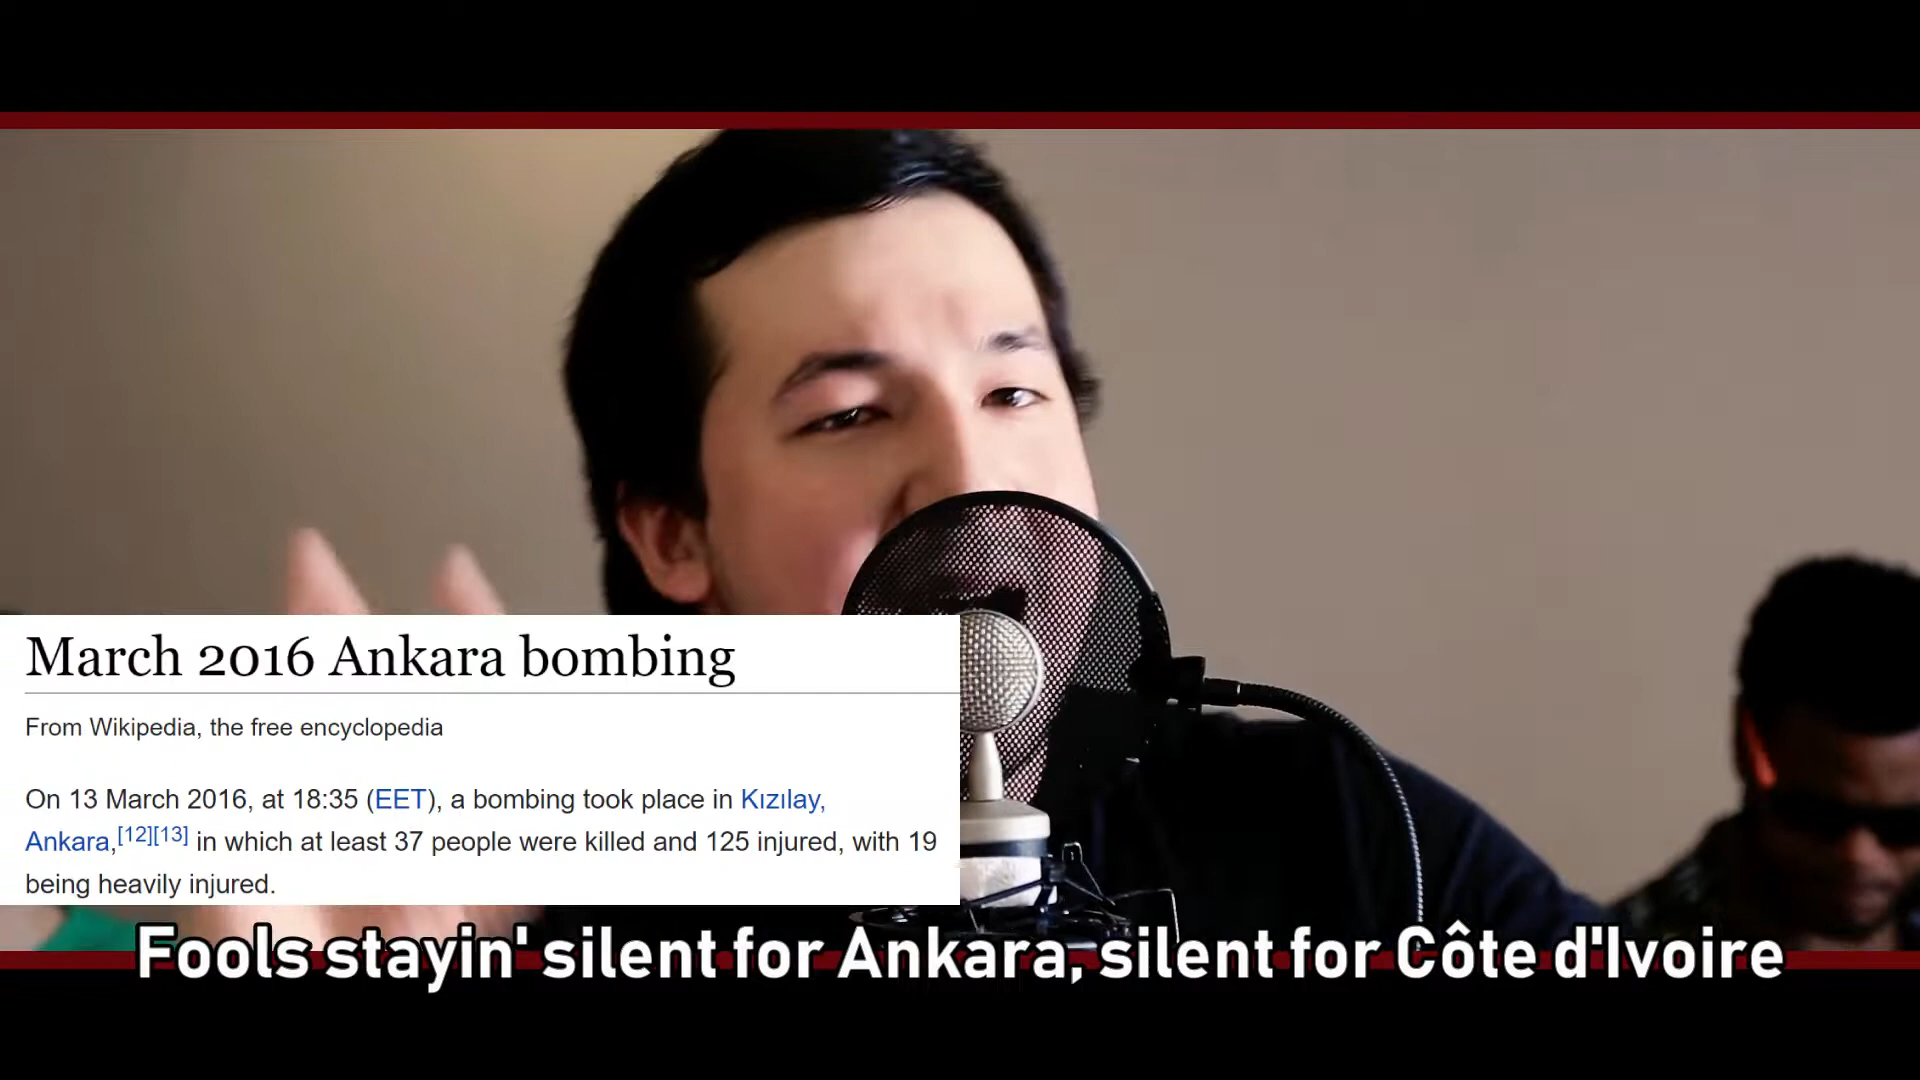 March 2016 Ankara bombing
From Wikipedia, the free encyclopedia
On 13 March 2016, at 18:35 (EET), a bombing took place in Kızılay,
Ankara,[12][13] in which at least 37 people were killed and 125 injured, with 19
being heavily injured.
Fools stayin' silent for Ankara, silent for Côte d'Ivoire